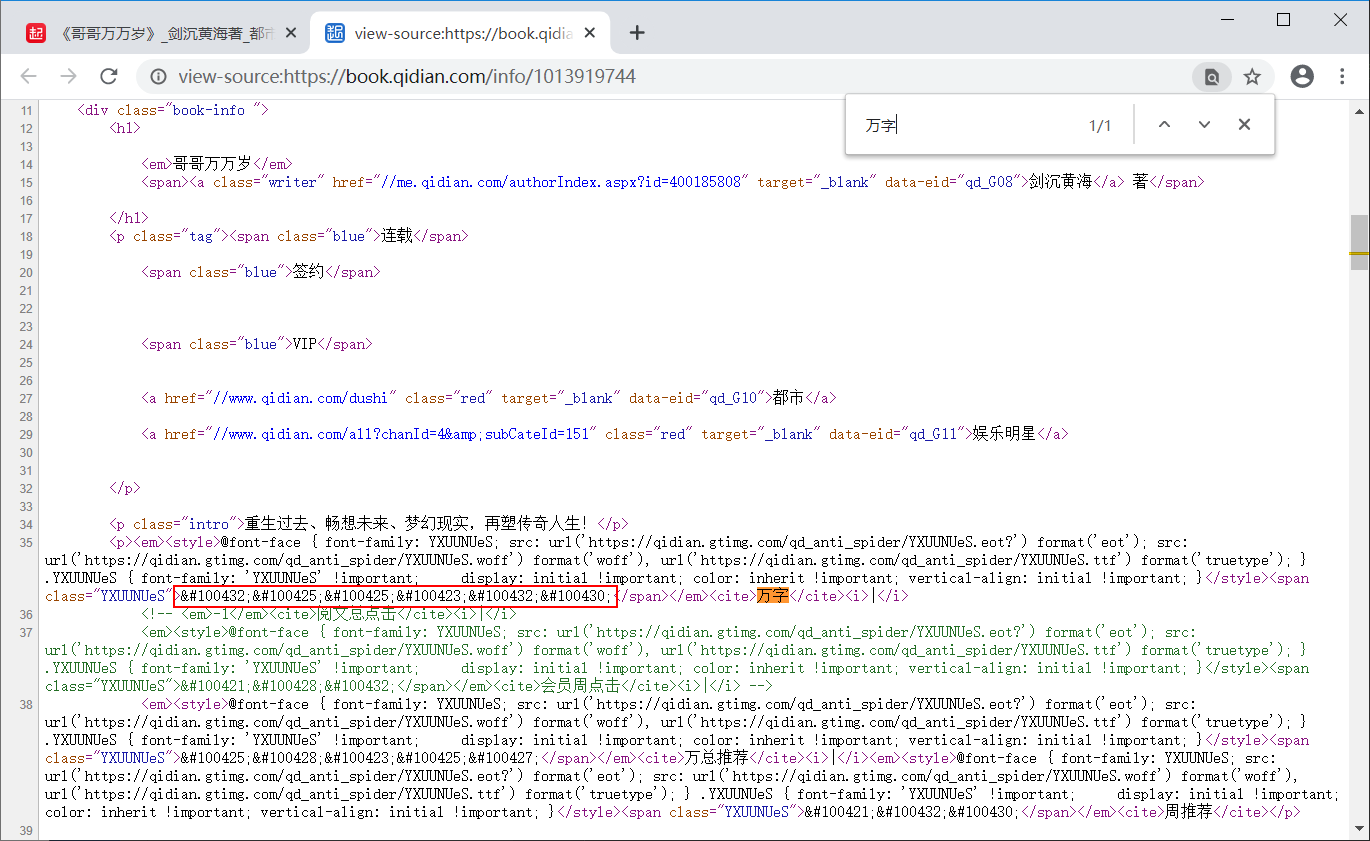 《哥哥万万岁》_剑沉黄海著_都市
view-source:https://book.qidia
view-source:https://book.qidian.com/info/1013919744
万字
1/1
11 <div class="book-info ">
12 <h1>
13
14 <em>哥哥万万岁</em>
15 <span><a class="writer" href="//me.qidian.com/authorIndex.aspx?id=400185808" target="_blank" data-eid="qd_G08">剑沉黄海</a> 著</span>
16
17 </h1>
18 <p class="tag"><span class="blue">连载</span>
19
20 <span class="blue">签约</span>
21
22
23
24 <span class="blue">VIP</span>
25
26
27 <a href="//www.qidian.com/dushi" class="red" target="_blank" data-eid="qd_G10">都市</a>
28
29 <a href="//www.qidian.com/all?chanId=4&amp;subCateId=151" class="red" target="_blank" data-eid="qd_G11">娱乐明星</a>
30
31
32 </p>
33
34 <p class="intro">重生过去、畅想未来、梦幻现实，再塑传奇人生！</p>
35 <p><em><style>@font-face { font-family: YXUUNUeS; src: url('https://qidian.gtimg.com/qd_anti_spider/YXUUNUeS.eot?') format('eot'); src:
url('https://qidian.gtimg.com/qd_anti_spider/YXUUNUeS.woff') format('woff'), url('https://qidian.gtimg.com/qd_anti_spider/YXUUNUeS.ttf') format('truetype'); }
.YXUUNUeS { font-family: 'YXUUNUeS' !important;     display: initial !important; color: inherit !important; vertical-align: initial !important; }</style><span
class="YXUUNUeS">&#100432;&#100425;&#100425;&#100423;&#100432;&#100430;</span></em><cite>万字</cite><i>|</i>
36 <!-- <em>-1</em><cite>阅文总点击</cite><i>|</i>
37 <em><style>@font-face { font-family: YXUUNUeS; src: url('https://qidian.gtimg.com/qd_anti_spider/YXUUNUeS.eot?') format('eot'); src:
url('https://qidian.gtimg.com/qd_anti_spider/YXUUNUeS.woff') format('woff'), url('https://qidian.gtimg.com/qd_anti_spider/YXUUNUeS.ttf') format('truetype'); }
.YXUUNUeS { font-family: 'YXUUNUeS' !important;     display: initial !important; color: inherit !important; vertical-align: initial !important; }</style><span
class="YXUUNUeS">&#100421;&#100428;&#100432;</span></em><cite>会员周点击</cite><i>|</i> -->
38 <em><style>@font-face { font-family: YXUUNUeS; src: url('https://qidian.gtimg.com/qd_anti_spider/YXUUNUeS.eot?') format('eot'); src:
url('https://qidian.gtimg.com/qd_anti_spider/YXUUNUeS.woff') format('woff'), url('https://qidian.gtimg.com/qd_anti_spider/YXUUNUeS.ttf') format('truetype'); }
.YXUUNUeS { font-family: 'YXUUNUeS' !important;     display: initial !important; color: inherit !important; vertical-align: initial !important; }</style><span
class="YXUUNUeS">&#100425;&#100428;&#100423;&#100425;&#100427;</span></em><cite>万总推荐</cite><i>|</i><em><style>@font-face { font-family: YXUUNUeS; src:
url('https://qidian.gtimg.com/qd_anti_spider/YXUUNUeS.eot?') format('eot'); src: url('https://qidian.gtimg.com/qd_anti_spider/YXUUNUeS.woff') format('woff'),
url('https://qidian.gtimg.com/qd_anti_spider/YXUUNUeS.ttf') format('truetype'); } .YXUUNUeS { font-family: 'YXUUNUeS' !important;     display: initial !important;
color: inherit !important; vertical-align: initial !important; }</style><span class="YXUUNUeS">&#100421;&#100432;&#100430;</span></em><cite>周推荐</cite></p>
39